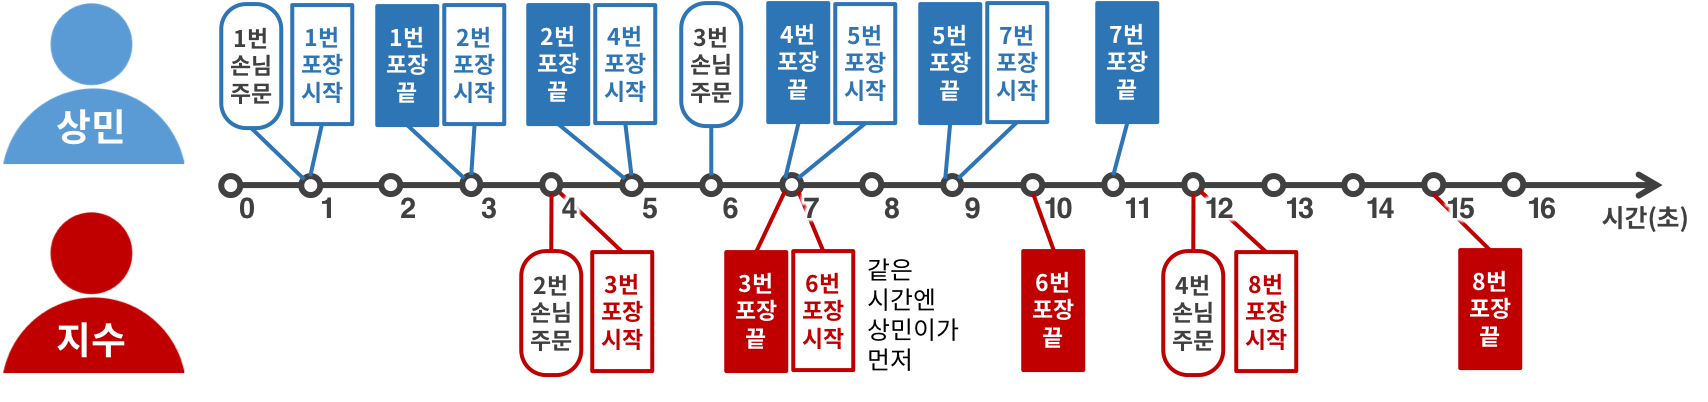 상민
1번
손님
주문
1번
포장
시작
1번
포장
끝
2번
포장
시작
2번
포장
끝
4번
포장
시작
3번
손님
주문
4번
포장
끝
5번
포장
시작
5번
포장
끝
7번
포장
시작
7번
포장
끝
0 1 2 3 4 5 6 7 8 9 10 11 12 13 14 15 16
시간(초)
지수
2번
손님
주문
3번
포장
시작
3번
포장
끝
6번
포장
시작
같은
시간엔
상민이가
먼저
6번
포장
끝
4번
손님
주문
8번
포장
시작
8번
포장
끝